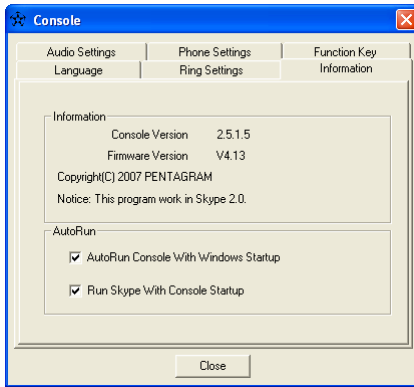 Console
Audio Settings Phone Settings Function Key
Language Ring Settings Information
Information
Console Version 2.5.1.5
Firmware Version V4.13
Copyright(C) 2007 PENTAGRAM
Notice: This program work in Skype 2.0.
AutoRun
AutoRun Console With Windows Startup
Run Skype With Console Startup
Close